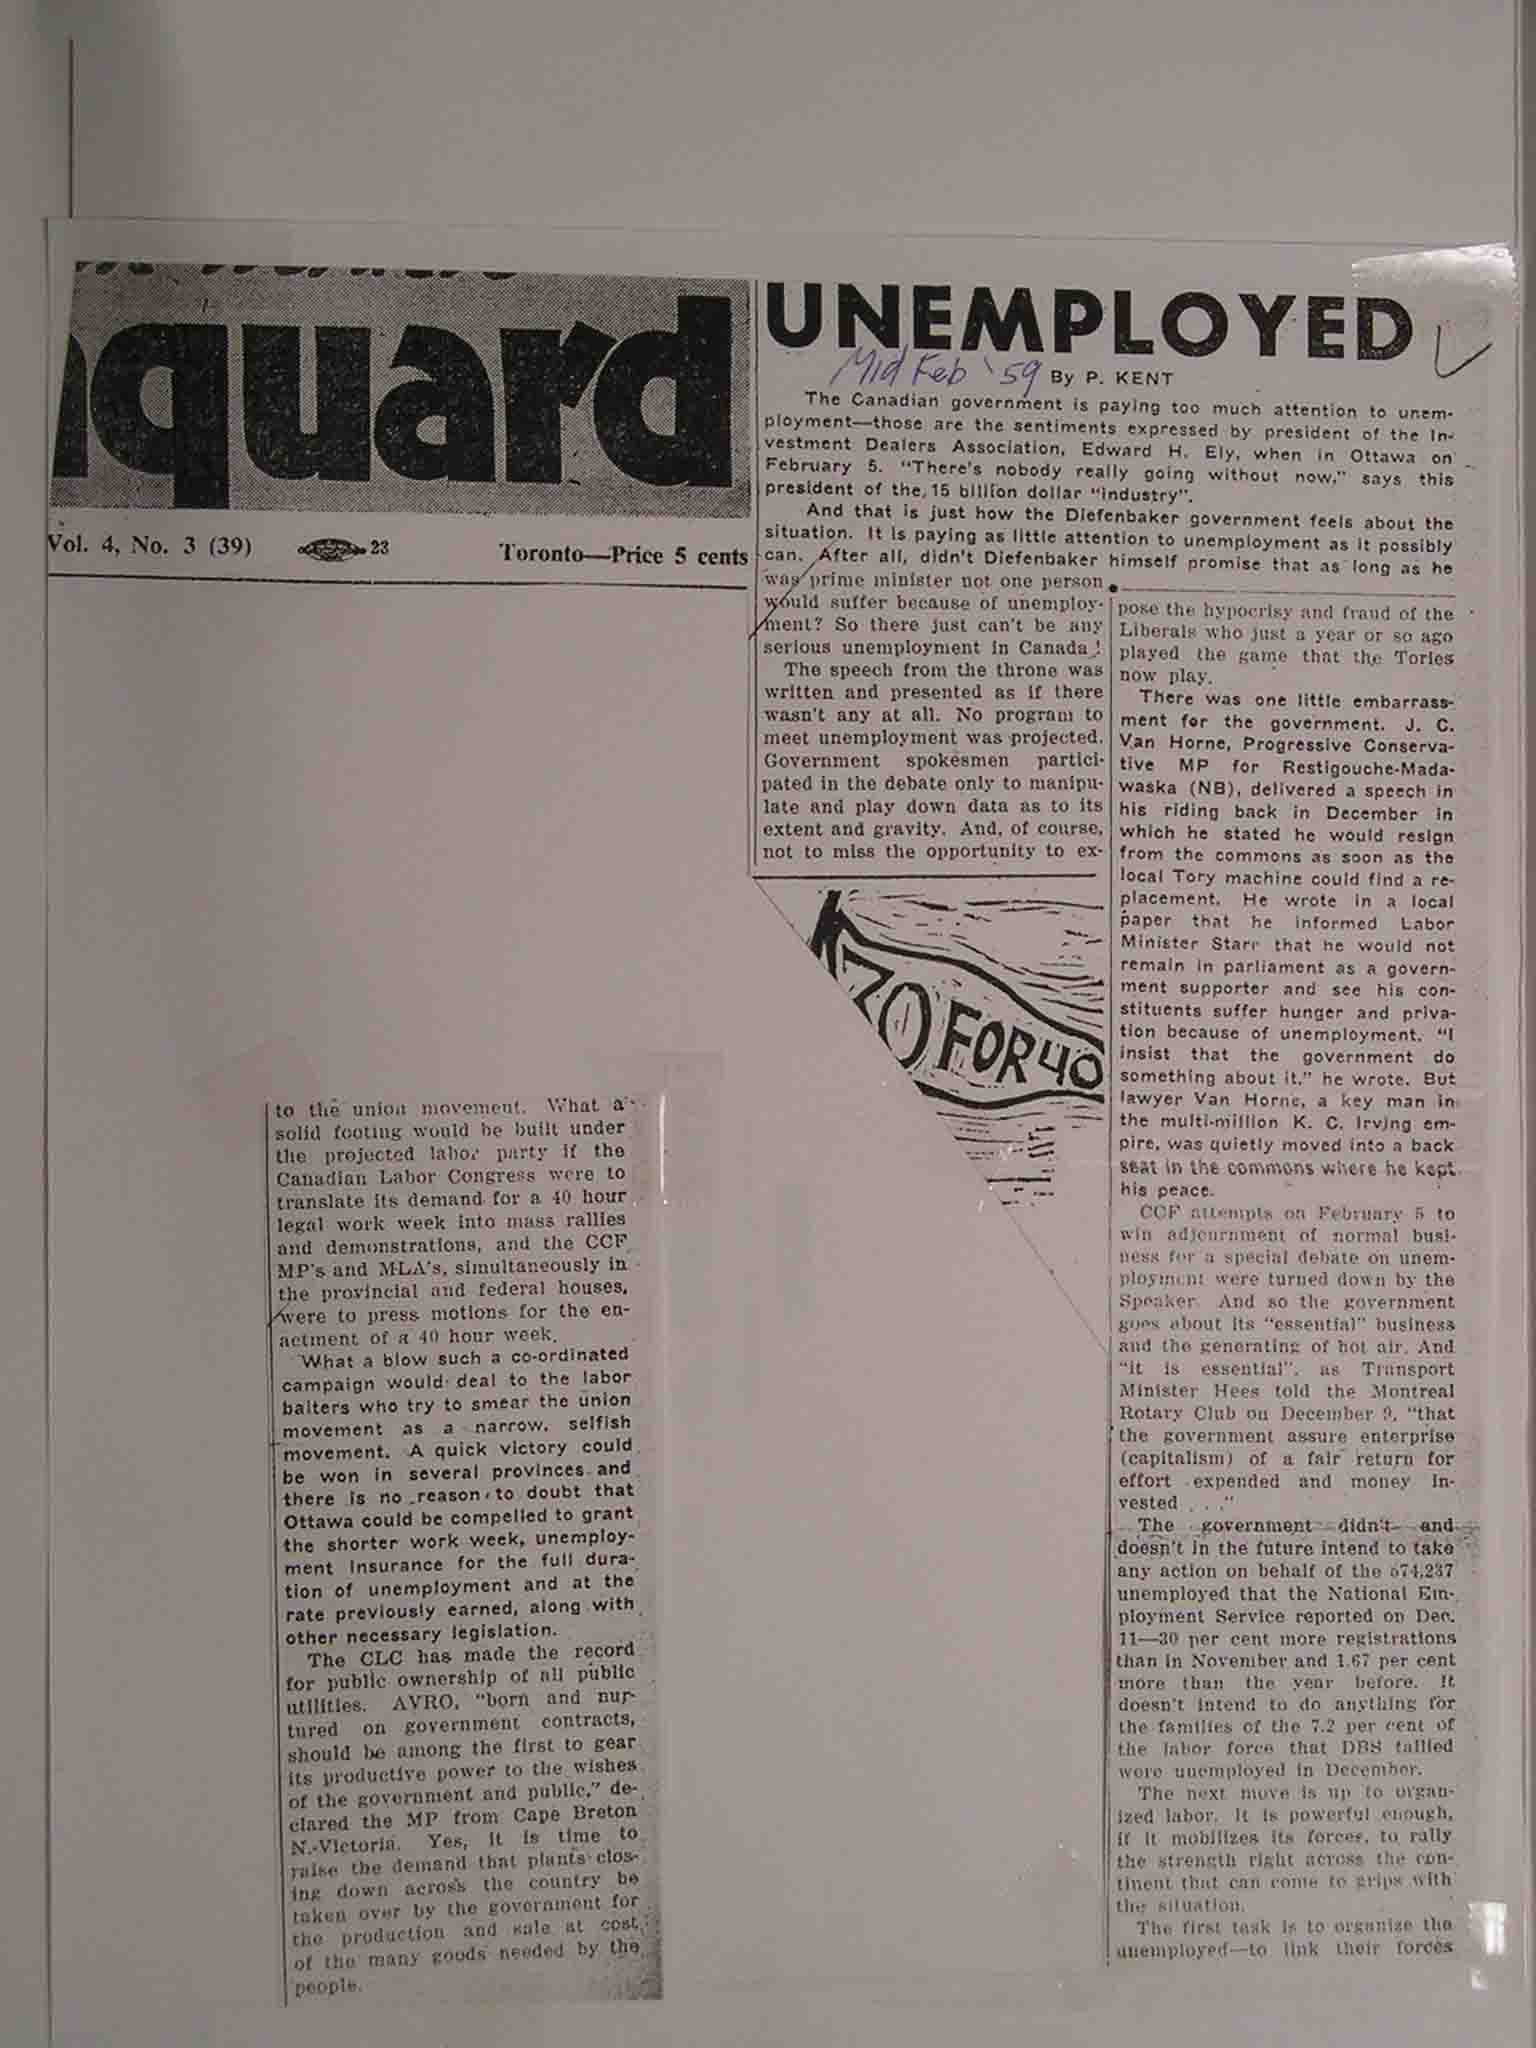 nquard
Vol. 4, No. 3 (39)
23
Toronto—Price 5 cents
UNEMPLOYED
Mid Feb '59
By P. KENT
The Canadian government is paying too much attention to unem-
ployment—those are the sentiments expressed by president of the In-
vestment Dealers Association, Edward H. Ely, when in Ottawa on
February 5. "There's nobody really going without now," says this
president of the 15 billion dollar "industry".
And that is just how the Diefenbaker government feels about the
situation. It is paying as little attention to unemployment as it possibly
can. After all, didn't Diefenbaker himself promise that as long as he
was prime minister not one person
would suffer because of unemploy-
ment? So there just can't be any
serious unemployment in Canada!
The speech from the throne was
written and presented as if there
wasn't any at all. No program to
meet unemployment was projected.
Government spokesmen partici-
pated in the debate only to manipu-
late and play down data as to its
extent and gravity. And, of course,
not to miss the opportunity to ex-
pose the hypocrisy and fraud of the
Liberals who just a year or so ago
played the game that the Tories
now play.
There was one little embarrass-
ment for the government. J. C.
Van Horne, Progressive Conserva-
tive MP for Restigouche-Mada-
waska (NB), delivered a speech in
his riding back in December in
which he stated he would resign
from the commons as soon as the
local Tory machine could find a re-
placement. He wrote in a local
paper that he informed Labor
Minister Starr that he would not
remain in parliament as a govern-
ment supporter and see his con-
stituents suffer hunger and priva-
tion because of unemployment. "I
insist that the government do
something about it," he wrote. But
lawyer Van Horne, a key man in
the multi-million K. C. Irving em-
pire, was quietly moved into a back
seat in the commons where he kept
his peace.
CCF attempts on February 5 to
win adjournment of normal busi-
ness for a special debate on unem-
ployment were turned down by the
Speaker. And so the government
goes about its "essential" business
and the generating of hot air. And
"it is essential". as Transport
Minister Hees told the Montreal
Rotary Club on December 9, "that
the government assure enterprise
(capitalism) of a fair return for
effort expended and money in-
vested . . ."
The government didn't and
doesn't in the future intend to take
any action on behalf of the 574,237
unemployed that the National Em-
ployment Service reported on Dec.
11—30 per cent more registrations
than in November and 1.67 per cent
more than the year before. It
doesn't intend to do anything for
the families of the 7.2 per cent of
the labor force that DBS tallied
were unemployed in December.
The next move is up to organ-
ized labor. It is powerful enough,
if it mobilizes its forces, to rally
the strength right across the con-
tinent that can come to grips with
the situation.
The first task is to organize the
unemployed—to link their forces
30 FOR 40
to the union movement. What a
solid footing would be built under
the projected labor party if the
Canadian Labor Congress were to
translate its demand for a 40 hour
legal work week into mass rallies
and demonstrations, and the CCF
MP's and MLA's, simultaneously in
the provincial and federal houses,
were to press motions for the en-
actment of a 40 hour week.
What a blow such a co-ordinated
campaign would deal to the labor
baiters who try to smear the union
movement as a narrow, selfish
movement. A quick victory could
be won in several provinces and
there is no reason to doubt that
Ottawa could be compelled to grant
the shorter work week, unemploy-
ment insurance for the full dura-
tion of unemployment and at the
rate previously earned, along with
other necessary legislation.
The CLC has made the record
for public ownership of all public
utilities. AVRO, "born and nur-
tured on government contracts,
should be among the first to gear
its productive power to the wishes
of the government and public," de-
clared the MP from Cape Breton
N.-Victoria. Yes, it is time to
raise the demand that plants clos-
ing down across the country be
taken over by the government for
the production and sale at cost
of the many goods needed by the
people.